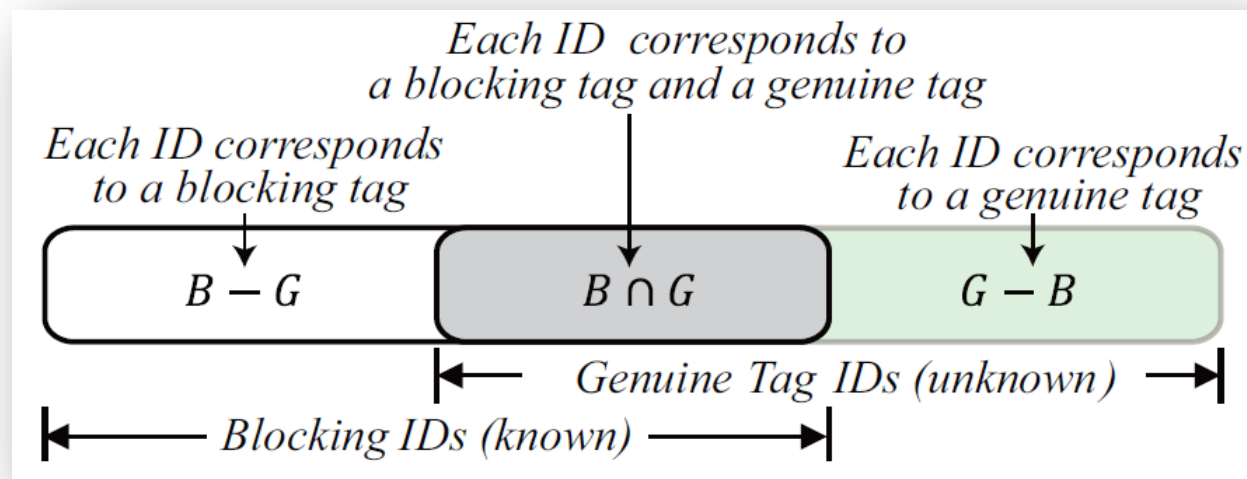 Each ID corresponds to
a blocking tag and a genuine tag
Each ID corresponds
to a blocking tag
Each ID corresponds
to a genuine tag
B − G
B ∩ G
G − B
Genuine Tag IDs (unknown)
Blocking IDs (known)